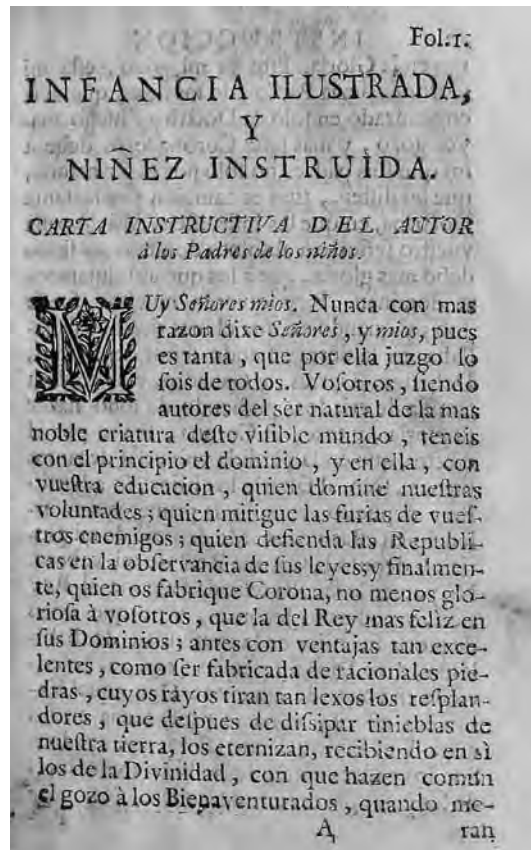 Fol.1.
INFANCIA ILUSTRADA,
Y
NIÑEZ INSTRUIDA.
CARTA INSTRUCTIVA DEL AUTOR
à los Padres de los niños.
MUy Señores mios. Nunca con mas
razon dixe Señores, y mios, pues
es tanta, que por ella juzgo lo
ſois de todos. Voſotros, ſiendo
autores del sèr natural de la mas
noble criatura deſte viſible mundo, teneis
con el principio el dominio, y en ella, con
vueſtra educacion, quien domine nueſtras
voluntades; quien mitigue las furias de vueſ-
tros enemigos; quien defienda las Republi-
cas en la obſervancia de ſus leyes; y finalmen-
te, quien os fabrique Corona, no menos glo-
rioſa à voſotros, que la del Rey mas feliz en
ſus Dominios; antes con ventajas tan exce-
lentes, como ſer fabricada de racionales pie-
dras, cuyos rayos tiran tan lexos los reſplan-
dores, que deſpues de diſsipar tinieblas de
nueſtra tierra, los eternizan, recibiendo en sì
los de la Divinidad, con que hazen comun
el gozo à los Bienaventurados, quando me-
A ran